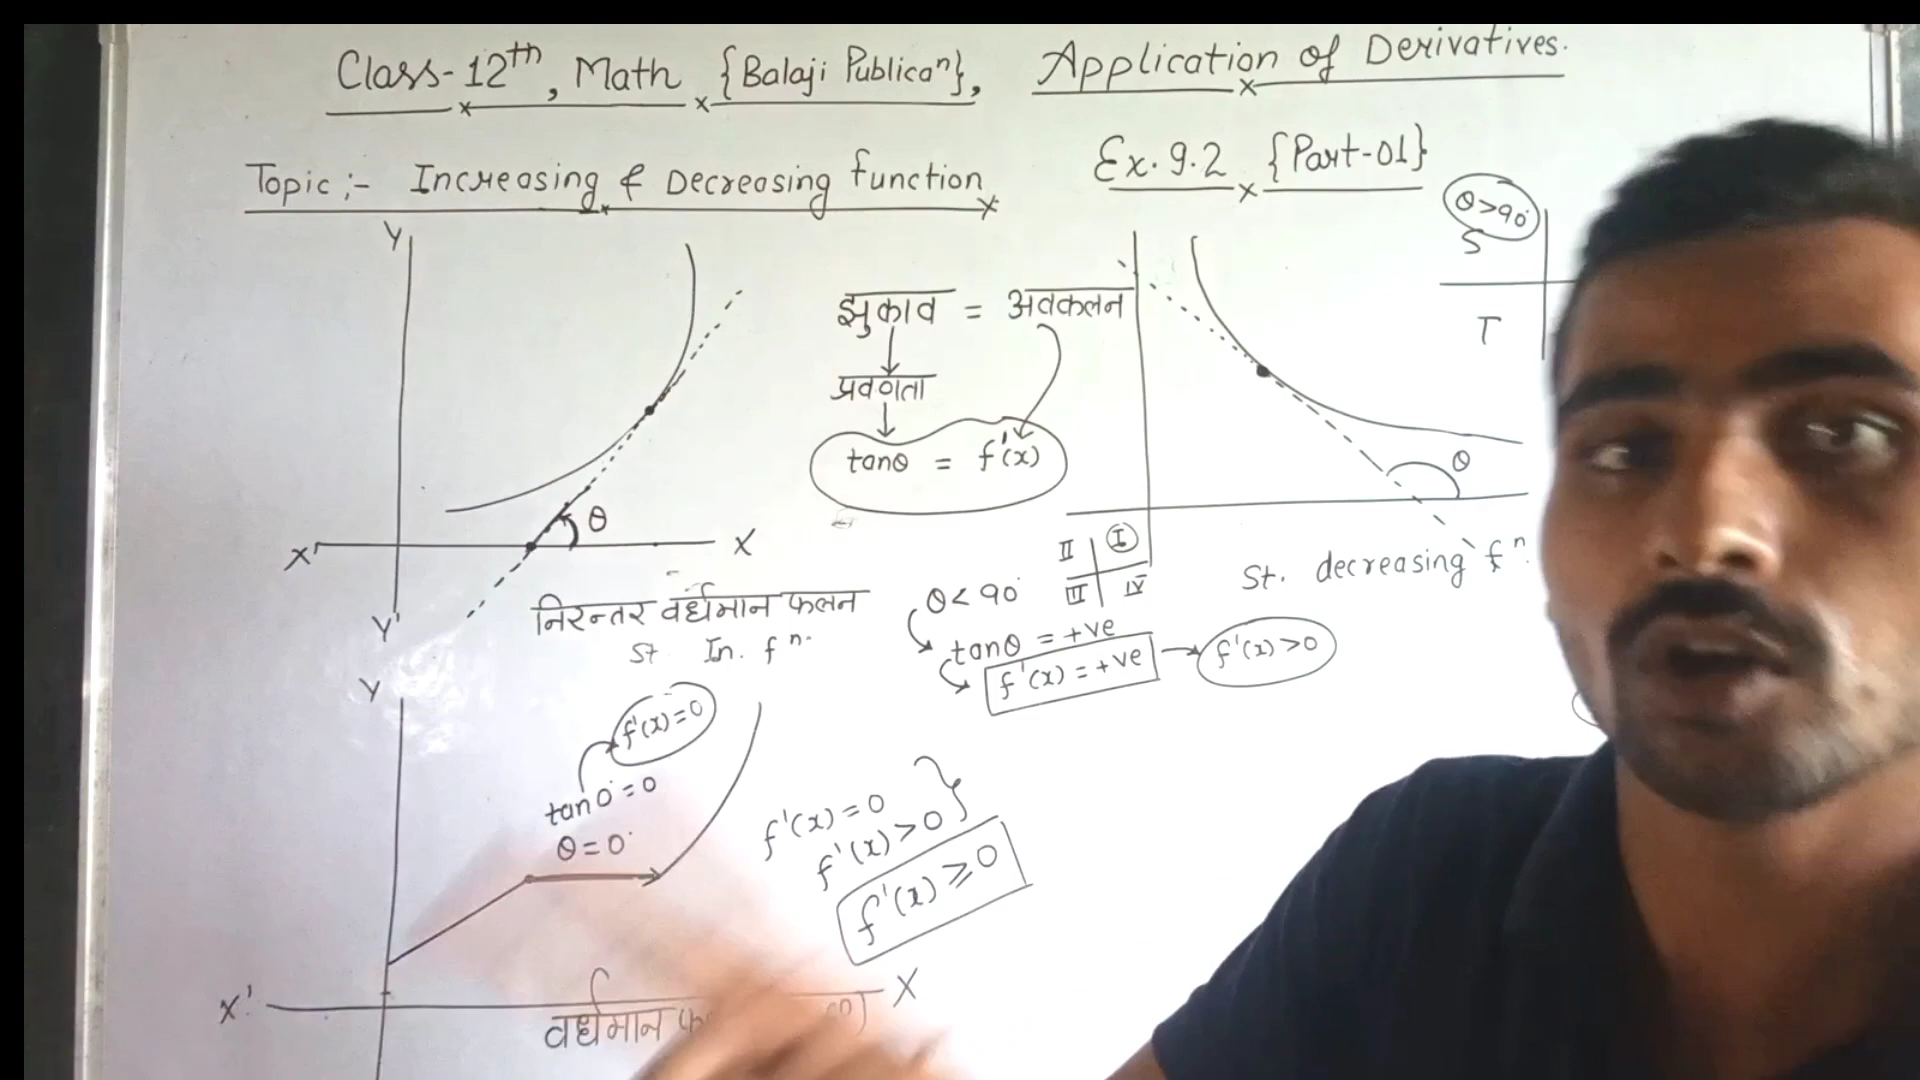 Class-12th, Math {Balaji Publicaⁿ}, Application of Derivatives.
Topic:- Increasing & Decreasing function
Ex. 9.2 {Part-01}
Y
X'
X
Y'
θ
निरन्तर वर्धमान फलन
St In. fⁿ.
झुकाव = अवकलन
प्रवणता
tanθ = f'(x)
θ>90°
S
T
θ
St. decreasing fⁿ.
II I
III IV
θ<90°
tanθ = +ve
f'(x) = +ve
f'(x)>0
Y
f'(x)=0
tan0°=0
θ=0°
f'(x)=0
f'(x)>0
f'(x)⩾0
X'
X
वर्धमान